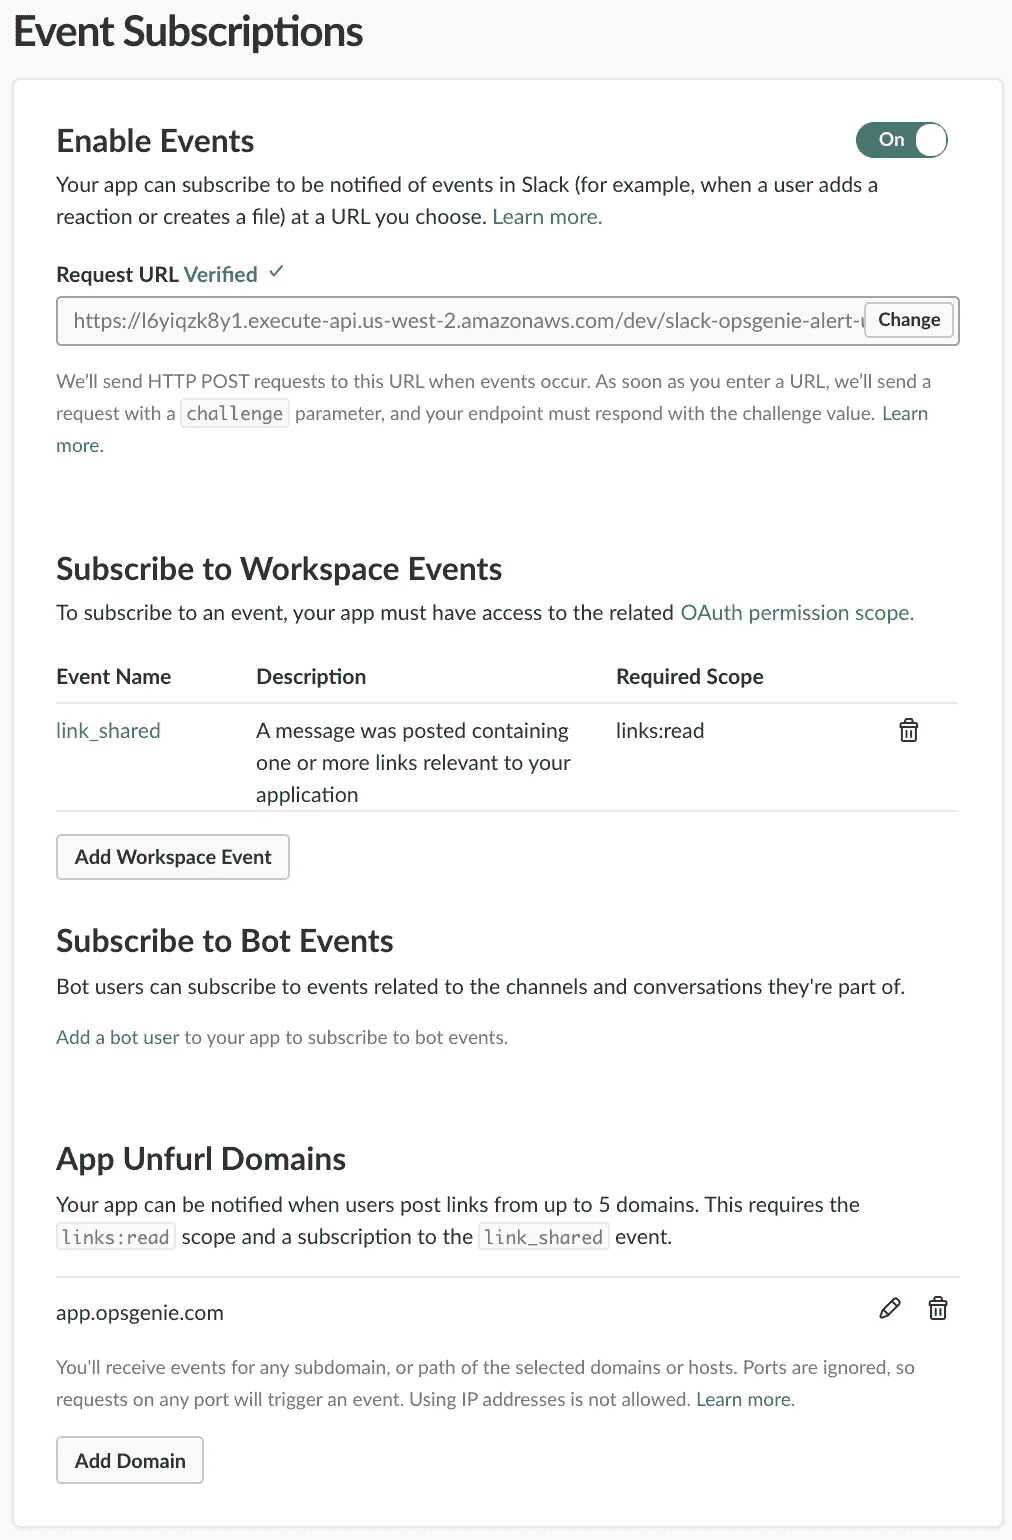 Event Subscriptions
Enable Events
On
Your app can subscribe to be notified of events in Slack (for example, when a user adds a
reaction or creates a file) at a URL you choose. Learn more.
Request URL Verified ✓
https://l6yiqzk8y1.execute-api.us-west-2.amazonaws.com/dev/slack-opsgenie-alert-
Change
We'll send HTTP POST requests to this URL when events occur. As soon as you enter a URL, we'll send a
request with a challenge parameter, and your endpoint must respond with the challenge value. Learn
more.
Subscribe to Workspace Events
To subscribe to an event, your app must have access to the related OAuth permission scope.
Event Name Description Required Scope
link_shared A message was posted containing links:read
one or more links relevant to your
application
Add Workspace Event
Subscribe to Bot Events
Bot users can subscribe to events related to the channels and conversations they're part of.
Add a bot user to your app to subscribe to bot events.
App Unfurl Domains
Your app can be notified when users post links from up to 5 domains. This requires the
links:read scope and a subscription to the link_shared event.
app.opsgenie.com
You'll receive events for any subdomain, or path of the selected domains or hosts. Ports are ignored, so
requests on any port will trigger an event. Using IP addresses is not allowed. Learn more.
Add Domain